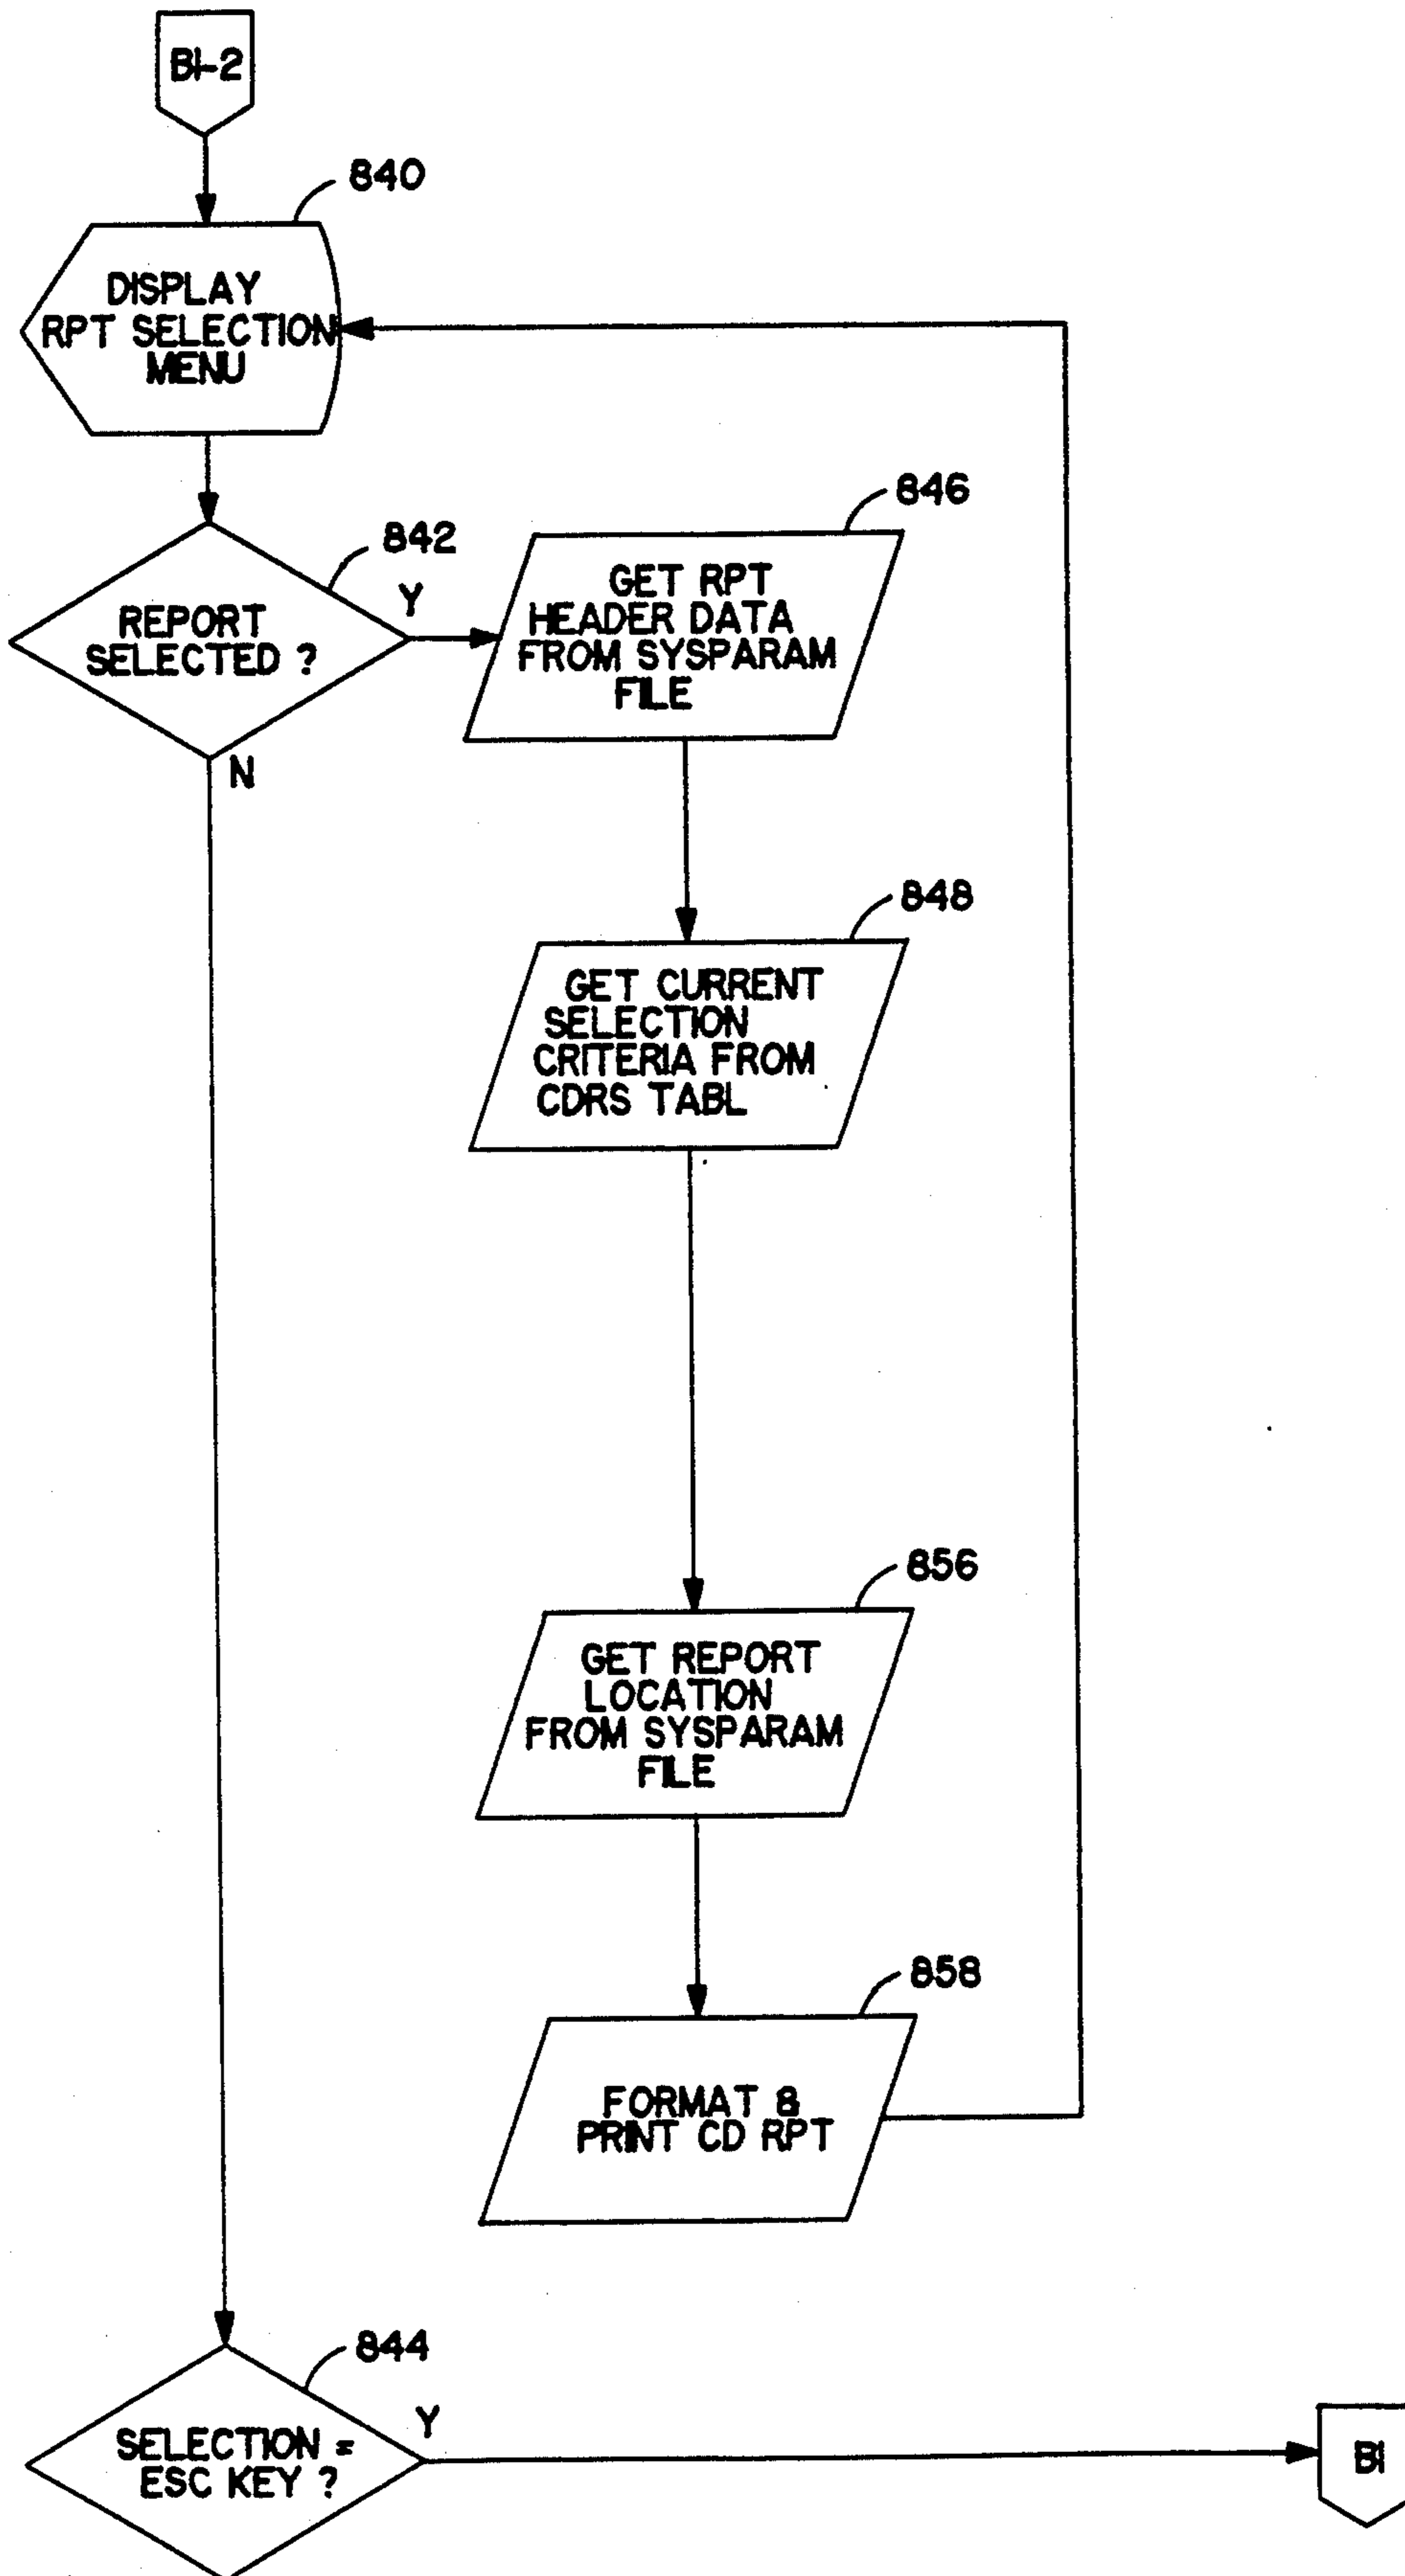 B1-2
840
DISPLAY
RPT SELECTION
MENU
842
REPORT
SELECTED ?
Y
N
846
GET RPT
HEADER DATA
FROM SYSPARAM
FILE
848
GET CURRENT
SELECTION
CRITERIA FROM
CDRS TABL
856
GET REPORT
LOCATION
FROM SYSPARAM
FILE
858
FORMAT &
PRINT CD RPT
844
SELECTION =
ESC KEY ?
Y
B1